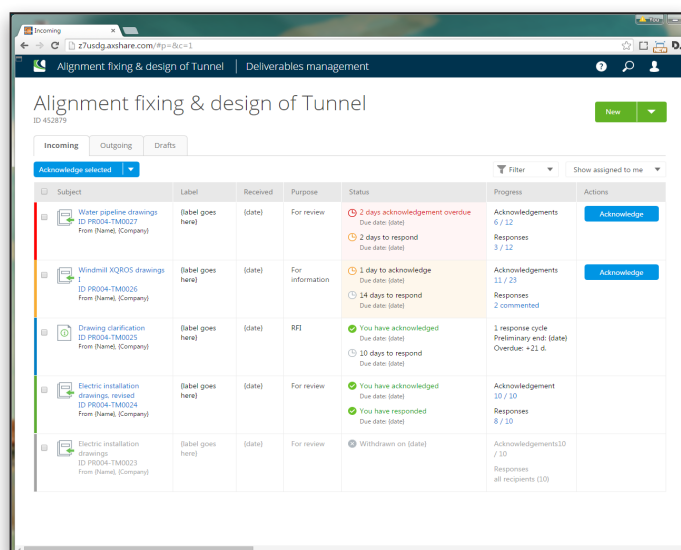 Incoming
z7usdg.axshare.com/#p=&c=1
Alignment fixing & design of Tunnel | Deliverables management
Alignment fixing & design of Tunnel
ID 452879
New
Incoming Outgoing Drafts
Acknowledge selected
Filter
Show assigned to me
Subject Label Received Purpose Status Progress Actions
Water pipeline drawings
ID PR004-TM0027
From {Name}, {Company}
{label goes
here}
{date}
For review
2 days acknowledgement overdue
Due date: {date}
2 days to respond
Due date: {date}
Acknowledgements
6 / 12
Responses
3 / 12
Acknowledge
Windmill XQROS drawings
I
ID PR004-TM0026
From {Name}, {Company}
{label goes
here}
{date}
For
information
1 day to acknowledge
Due date: {date}
14 days to respond
Due date: {date}
Acknowledgements
11 / 23
Responses
2 commented
Acknowledge
Drawing clarification
ID PR004-TM0025
From {Name}, {Company}
{label goes
here}
{date}
RFI
You have acknowledged
10 days to respond
Due date: {date}
1 response cycle
Preliminary end: {date}
Overdue: +21 d.
Electric installation
drawings. revised
ID PR004-TM0024
From {Name}, {Company}
{label goes
here}
{date}
For review
You have acknowledged
Due date: {date}
You have responded
Due date: {date}
Acknowledgement
10 / 10
Responses
8 / 10
Electric installation
drawings
ID PR004-TM0023
From {Name}, {Company}
{label goes
here}
{date}
For review
Withdrawn on {date}
Acknowledgements10
/ 10
Responses
all recipients (10)